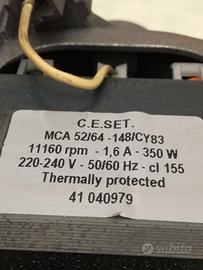 C.E.SET.
MCA 52/64 -148/CY83
11160 rpm - 1,6 A - 350 W
220-240 V - 50/60 Hz - cl 155
Thermally protected
41 040979
subito